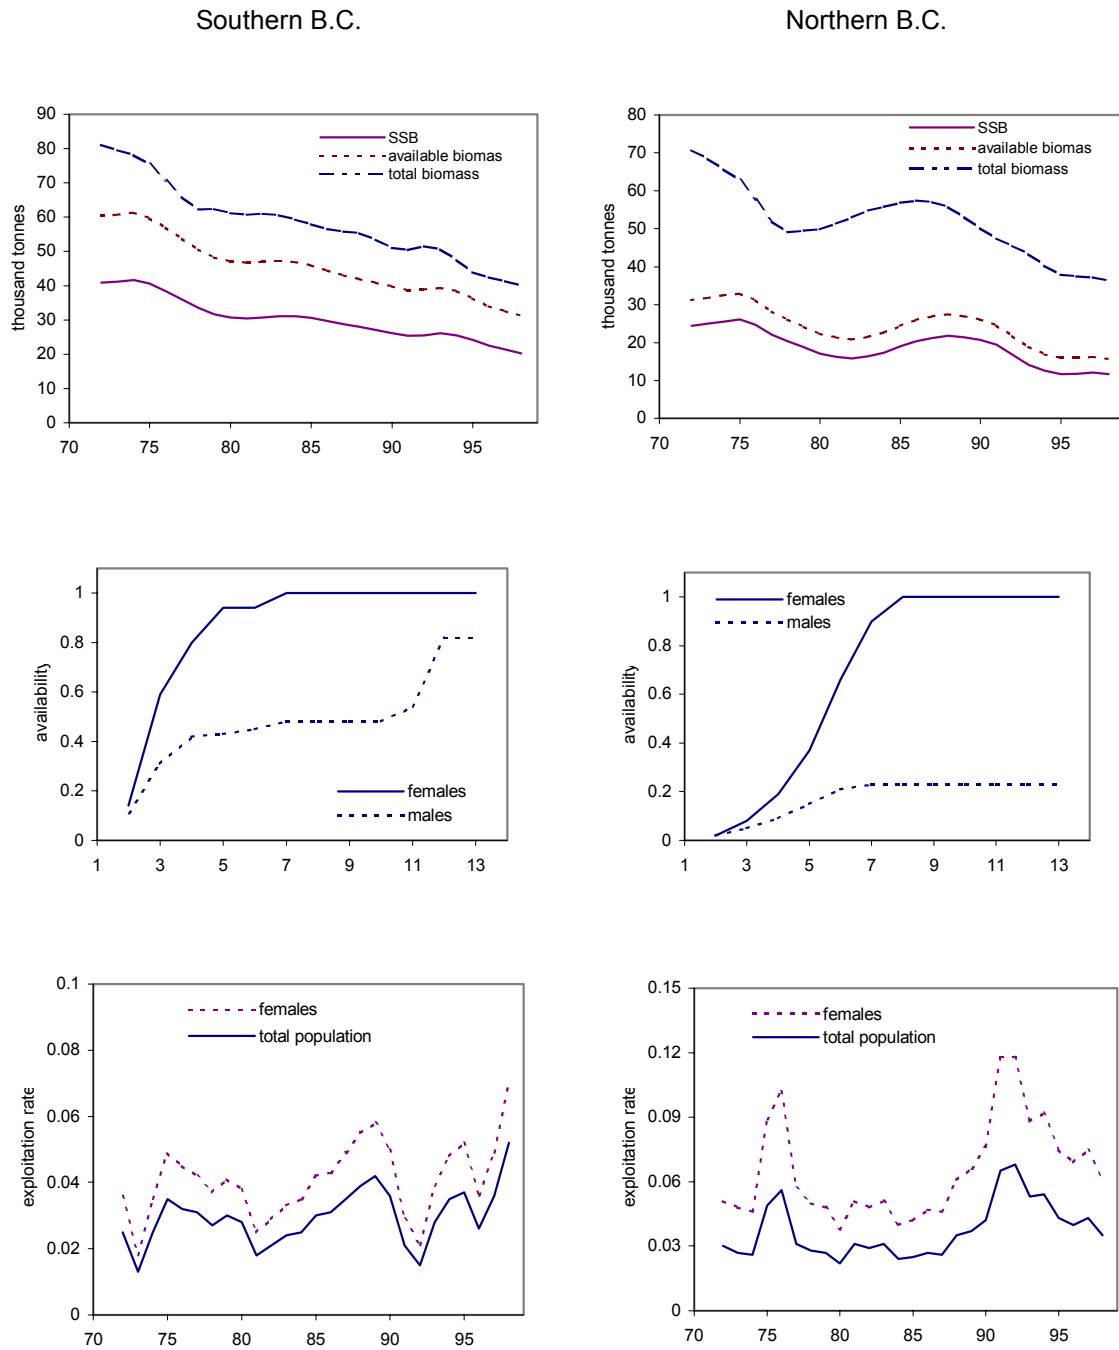 Southern B.C.
Northern B.C.
90
80
70
60
50
40
30
20
10
0
thousand tonnes
SSB
available biomas
total biomass
70 75 80 85 90 95
80
70
60
50
40
30
20
10
0
thousand tonnes
SSB
available biomas
total biomass
70 75 80 85 90 95
1
0.8
0.6
0.4
0.2
0
availability
females
males
1 3 5 7 9 11 13
1
0.8
0.6
0.4
0.2
0
availability
females
males
1 3 5 7 9 11 13
0.1
0.08
0.06
0.04
0.02
0
exploitation rate
females
total population
70 75 80 85 90 95
0.15
0.12
0.09
0.06
0.03
0
exploitation rate
females
total population
70 75 80 85 90 95